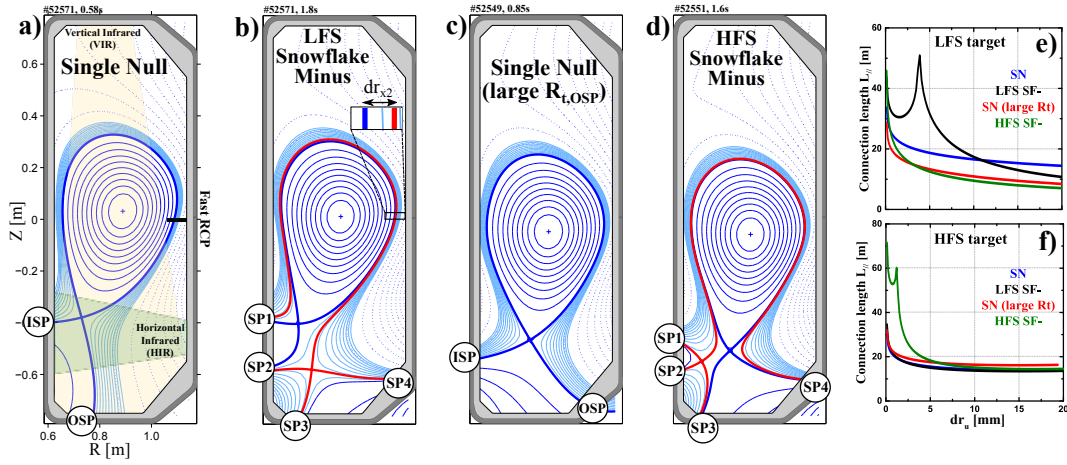 #52571, 0.58s
a)
Vertical Infrared
(VIR)
Single Null
0.6
0.4
0.2
0
−0.2
−0.4
−0.6
Z [m]
Fast RCP
ISP
Horizontal
Infrared
(HIR)
OSP
0.6
0.8
1.0
R [m]
#52571, 1.8s
b)
LFS
Snowflake
Minus
drx2
SP1
SP2
SP3
SP4
#52549, 0.85s
c)
Single Null
(large Rt,OSP)
ISP
OSP
#52551, 1.6s
d)
HFS
Snowflake
Minus
SP1
SP2
SP3
SP4
LFS target
e)
60
40
20
0
Connection length L// [m]
SN
LFS SF-
SN (large Rt)
HFS SF-
HFS target
f)
80
60
40
20
0
Connection length L// [m]
SN
LFS SF-
SN (large Rt)
HFS SF-
0
5
10
15
20
dru [mm]